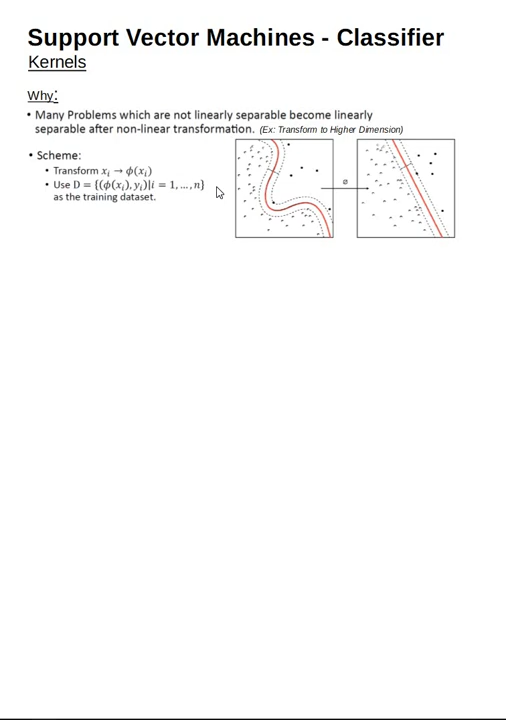 Support Vector Machines - Classifier
Kernels
Why:
• Many Problems which are not linearly separable become linearly
separable after non-linear transformation. (Ex: Transform to Higher Dimension)
• Scheme:
• Transform xᵢ → ϕ(xᵢ)
• Use D = {(ϕ(xᵢ), yᵢ)|i = 1, ..., n}
as the training dataset.
ø